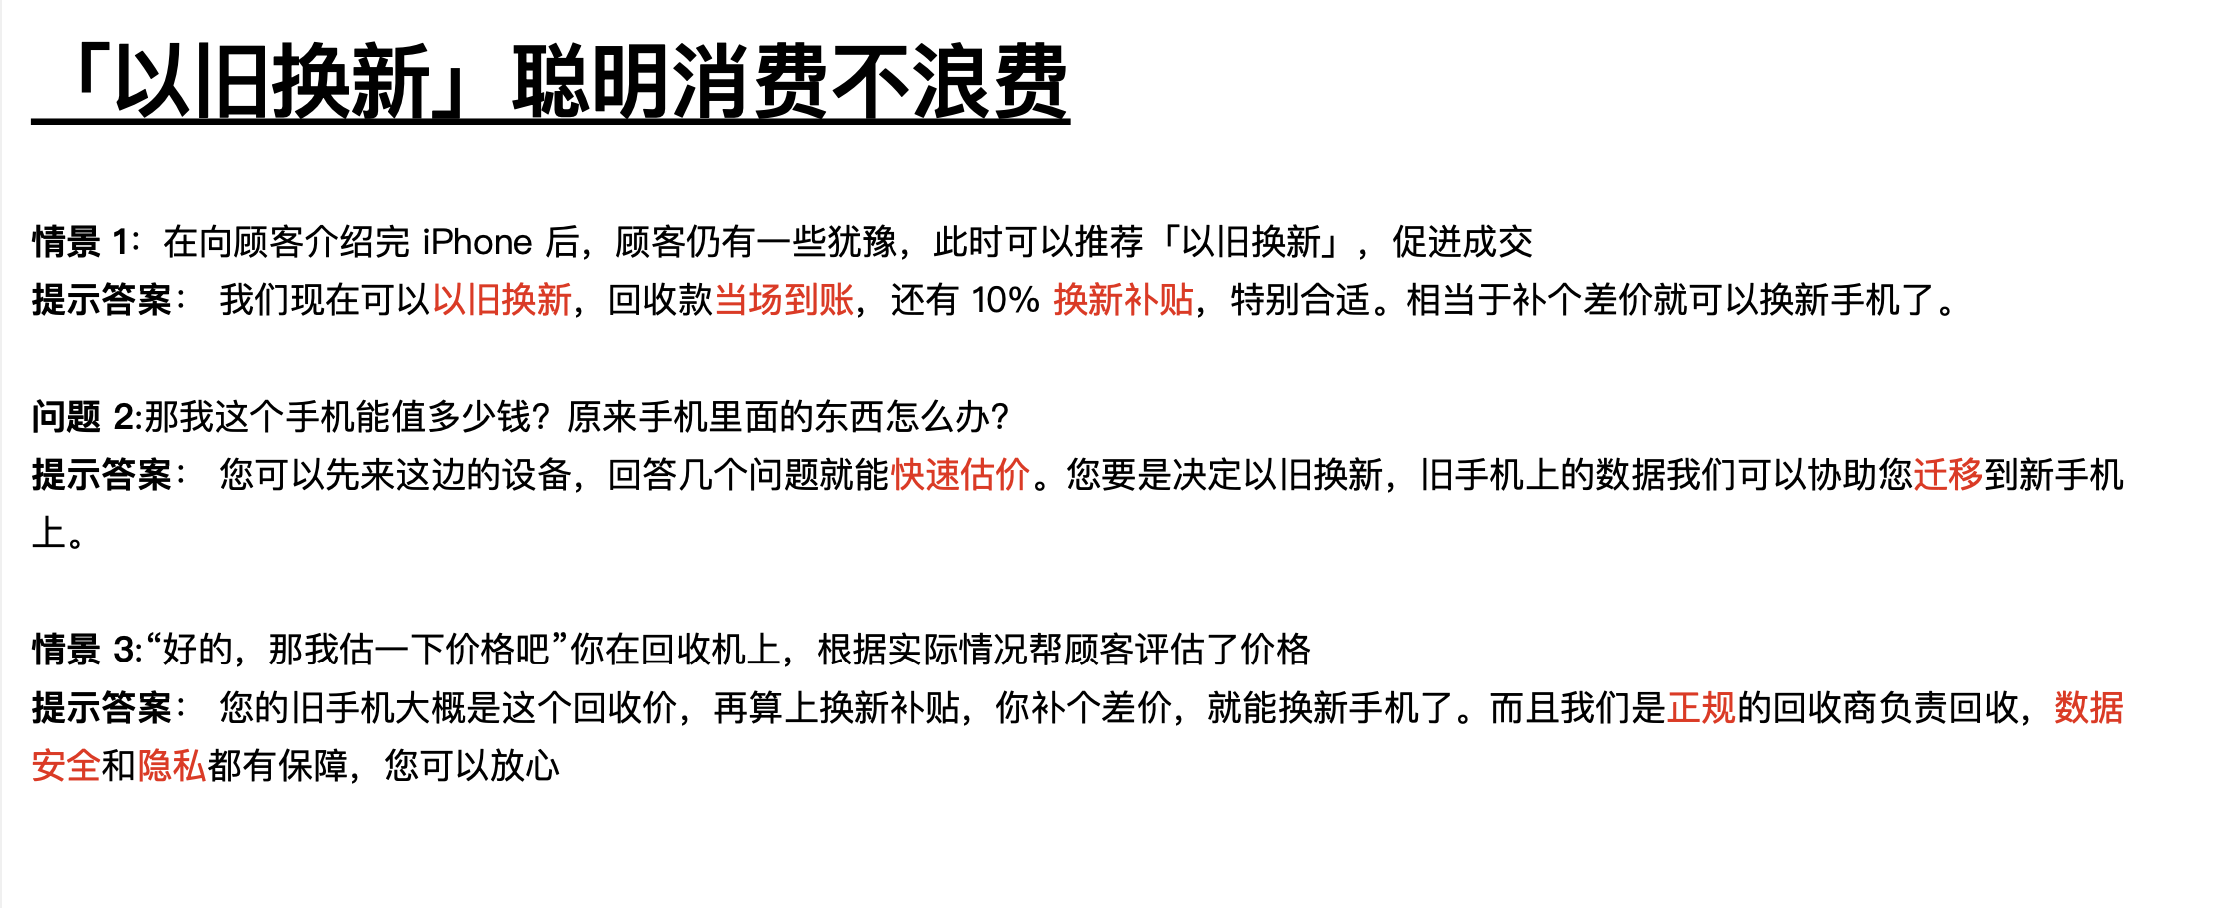 「以旧换新」聪明消费不浪费
情景 1：在向顾客介绍完 iPhone 后，顾客仍有一些犹豫，此时可以推荐「以旧换新」，促进成交
提示答案： 我们现在可以以旧换新，回收款当场到账，还有 10% 换新补贴，特别合适。相当于补个差价就可以换新手机了。
问题 2:那我这个手机能值多少钱？原来手机里面的东西怎么办？
提示答案： 您可以先来这边的设备，回答几个问题就能快速估价。您要是决定以旧换新，旧手机上的数据我们可以协助您迁移到新手机
上。
情景 3:“好的，那我估一下价格吧”你在回收机上，根据实际情况帮顾客评估了价格
提示答案： 您的旧手机大概是这个回收价，再算上换新补贴，你补个差价，就能换新手机了。而且我们是正规的回收商负责回收，数据
安全和隐私都有保障，您可以放心